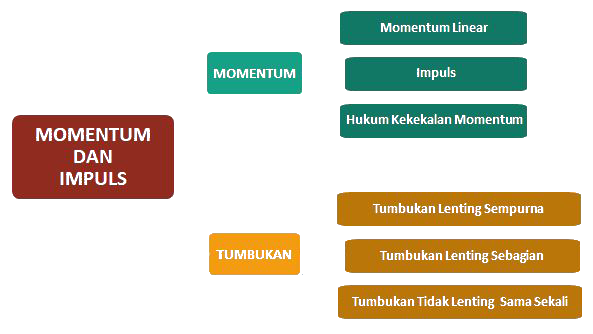 MOMENTUM
DAN
IMPULS
MOMENTUM
Momentum Linear
Impuls
Hukum Kekekalan Momentum
TUMBUKAN
Tumbukan Lenting Sempurna
Tumbukan Lenting Sebagian
Tumbukan Tidak Lenting Sama Sekali